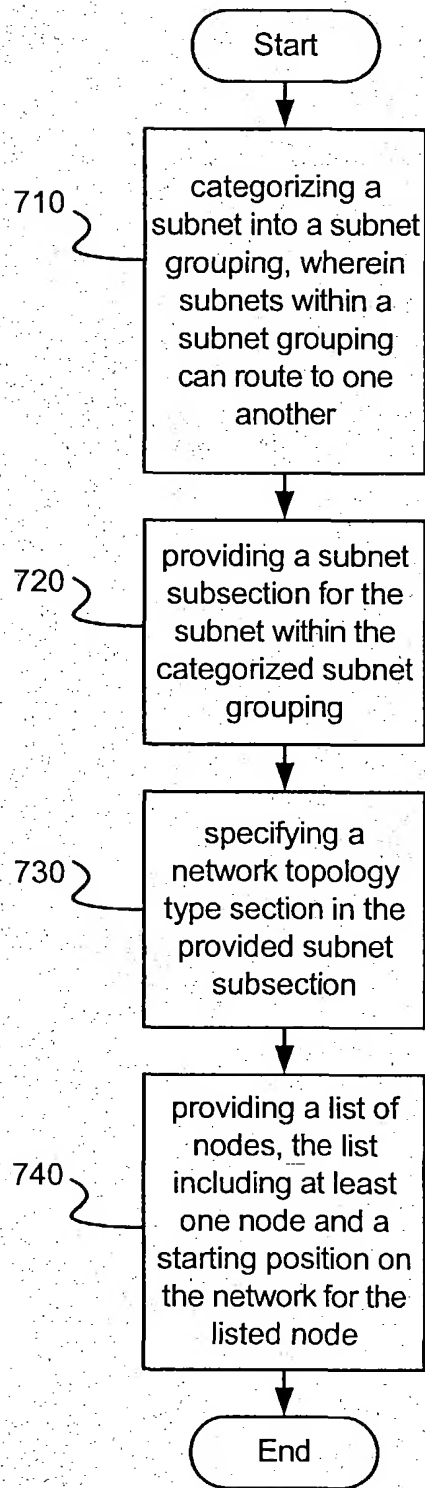 Start
710
categorizing a
subnet into a subnet
grouping, wherein
subnets within a
subnet grouping
can route to one
another
720
providing a subnet
subsection for the
subnet within the
categorized subnet
grouping
730
specifying a
network topology
type section in the
provided subnet
subsection
740
providing a list of
nodes, the list
including at least
one node and a
starting position on
the network for the
listed node
End